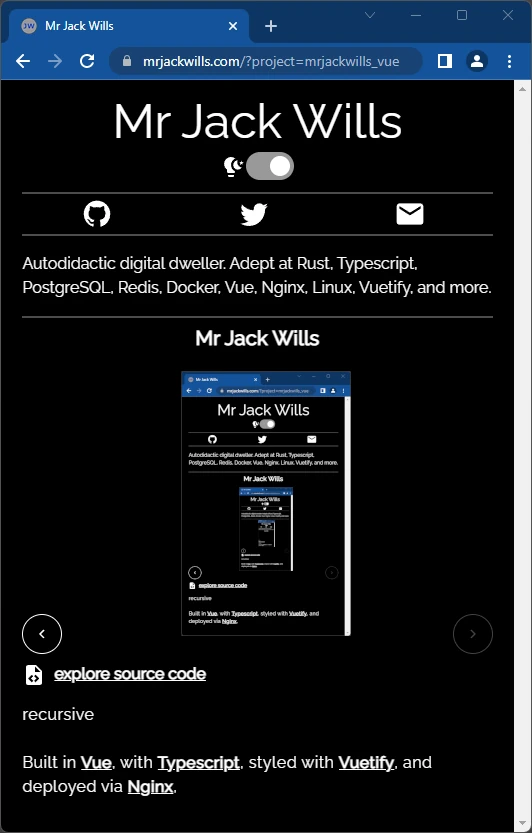 JW Mr Jack Wills
mrjackwills.com/?project=mrjackwills_vue
Mr Jack Wills
Autodidactic digital dweller. Adept at Rust, Typescript,
PostgreSQL, Redis, Docker, Vue, Nginx, Linux, Vuetify, and more.
Mr Jack Wills
Mr Jack Wills
mrjackwills.com/?project=mrjackwills_vue
Mr Jack Wills
Autodidactic digital dweller. Adept at Rust, Typescript,
PostgreSQL, Redis, Docker, Vue, Nginx, Linux, Vuetify, and more.
Mr Jack Wills
Mr Jack Wills
explore source code
recursive
Built in Vue, with Typescript, styled with Vuetify, and
deployed via Nginx,
explore source code
recursive
Built in Vue, with Typescript, styled with Vuetify, and
deployed via Nginx,